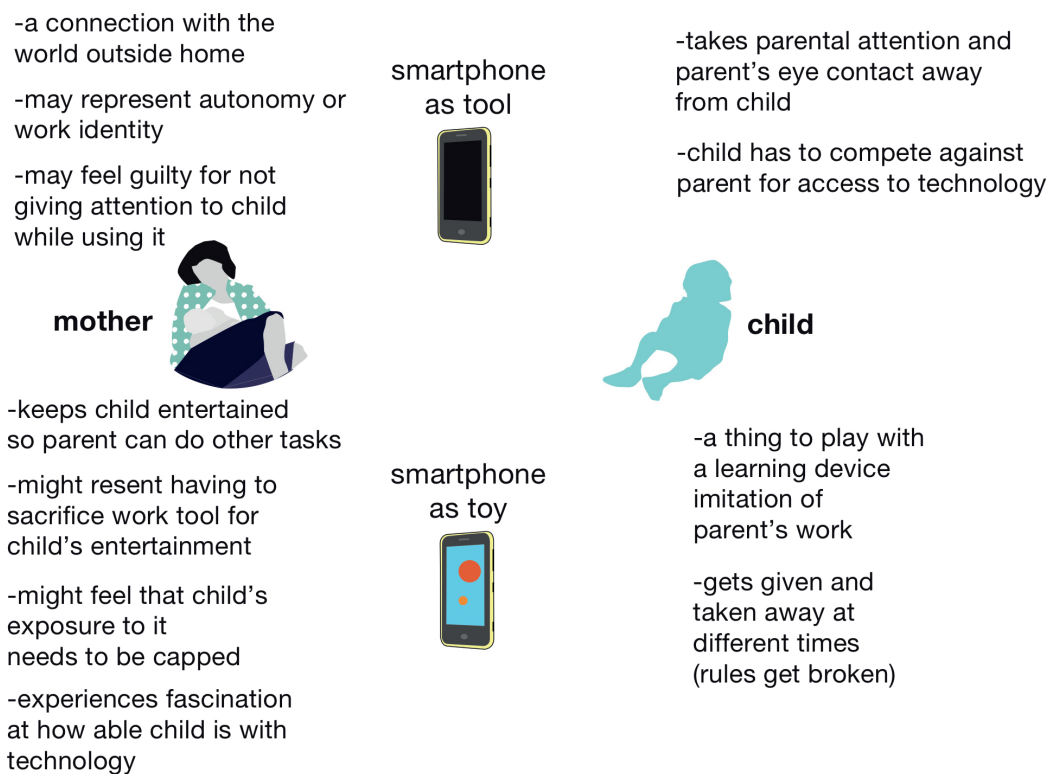 -a connection with the
world outside home
-may represent autonomy or
work identity
-may feel guilty for not
giving attention to child
while using it
smartphone
as tool
-takes parental attention and
parent’s eye contact away
from child
-child has to compete against
parent for access to technology
mother
child
-keeps child entertained
so parent can do other tasks
-might resent having to
sacrifice work tool for
child’s entertainment
-might feel that child’s
exposure to it
needs to be capped
-experiences fascination
at how able child is with
technology
smartphone
as toy
-a thing to play with
a learning device
imitation of
parent’s work
-gets given and
taken away at
different times
(rules get broken)